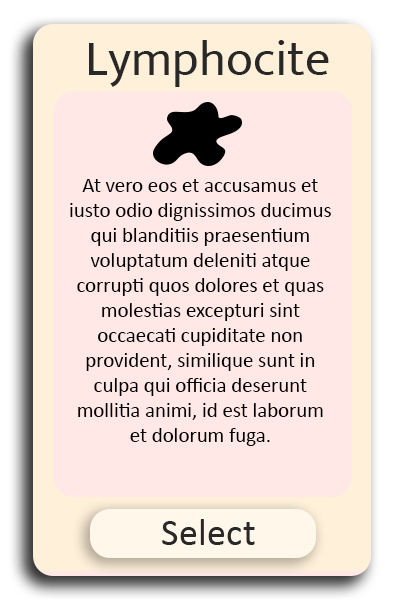 Lymphocite
At vero eos et accusamus et
iusto odio dignissimos ducimus
qui blanditiis praesentium
voluptatum deleniti atque
corrupti quos dolores et quas
molestias excepturi sint
occaecati cupiditate non
provident, similique sunt in
culpa qui officia deserunt
mollitia animi, id est laborum
et dolorum fuga.
Select